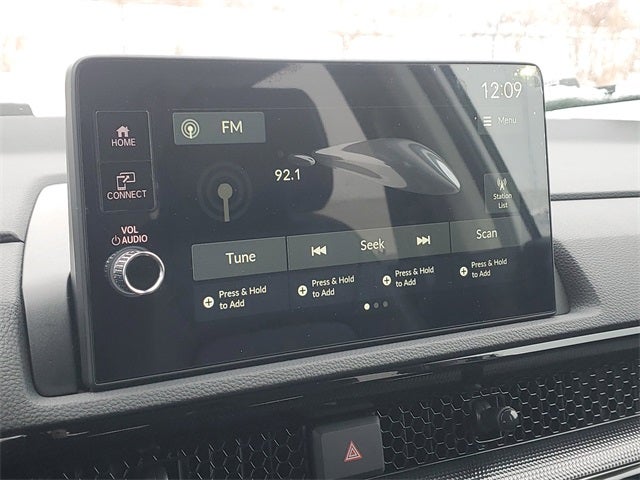 12:09
HOME
FM
Menu
CONNECT
92.1
Station
List
VOL
AUDIO
Tune
Seek
Scan
Press & Hold
to Add
Press & Hold
to Add
Press & Hold
to Add
Press & Hold
to Add